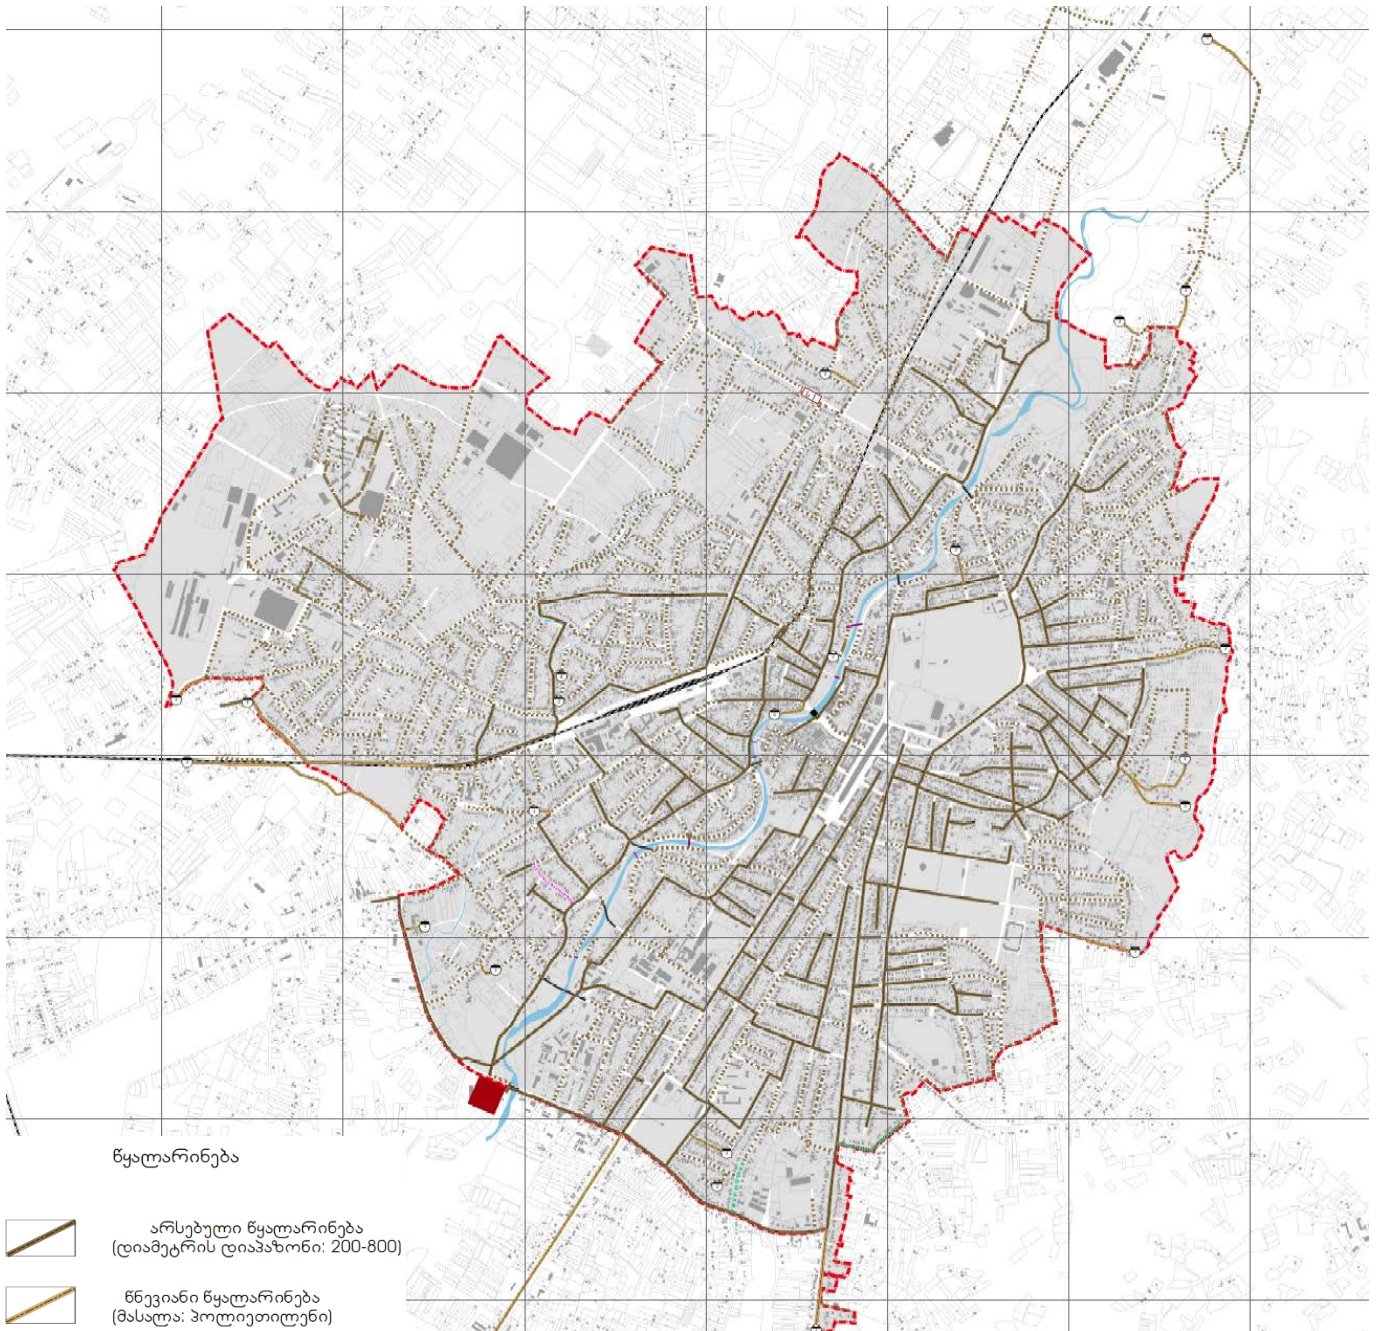 წყალარინება
არსებული წყალარინება
(დიამეტრის დიაპაზონი: 200-800)
წნევიანი წყალარინება
(მასალა: პოლიეთილენი)